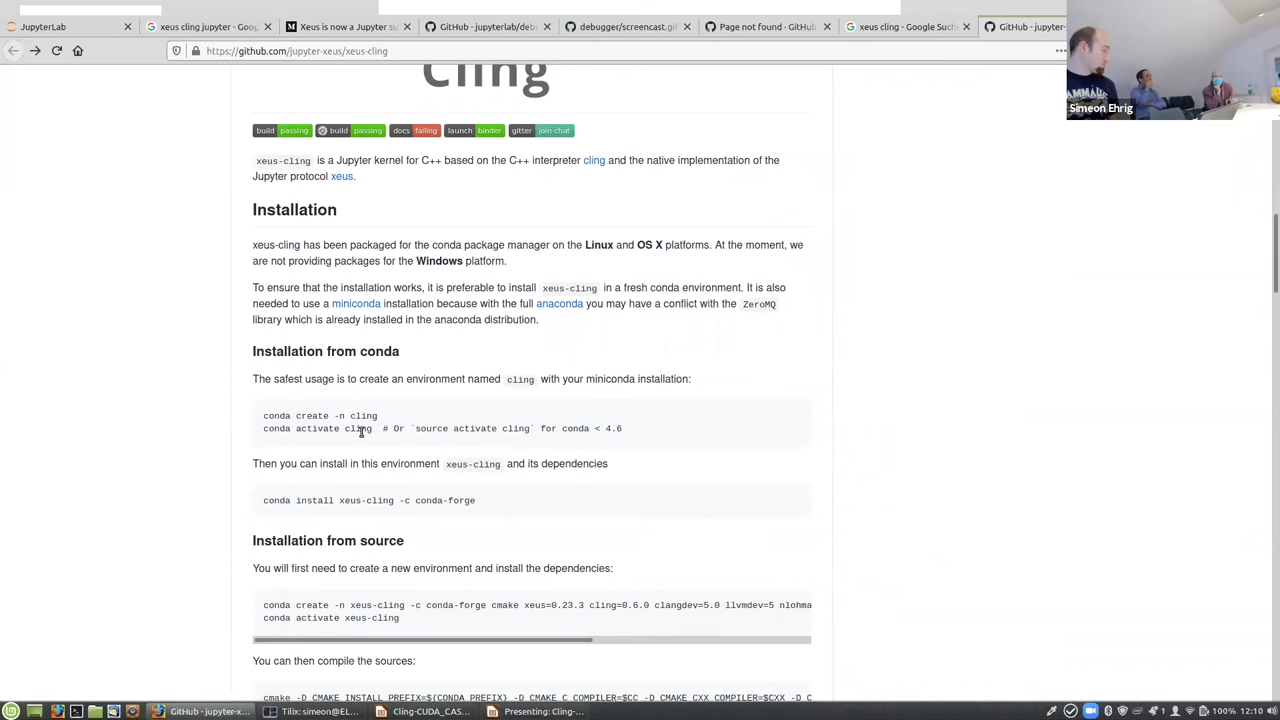 JupyterLab
xeus cling jupyter - Goog
Xeus is now a Jupyter su
GitHub - jupyterlab/deb
debugger/screencast.gif
Page not found · GitHub
xeus cling - Google Such
GitHub - jupyter-
https://github.com/jupyter-xeus/xeus-cling
Simeon Ehrig
Cling
build passing build passing docs failing launch binder gitter join chat
xeus-cling is a Jupyter kernel for C++ based on the C++ interpreter cling and the native implementation of the
Jupyter protocol xeus.
Installation
xeus-cling has been packaged for the conda package manager on the Linux and OS X platforms. At the moment, we
are not providing packages for the Windows platform.
To ensure that the installation works, it is preferable to install xeus-cling in a fresh conda environment. It is also
needed to use a miniconda installation because with the full anaconda you may have a conflict with the ZeroMQ
library which is already installed in the anaconda distribution.
Installation from conda
The safest usage is to create an environment named cling with your miniconda installation:
conda create -n cling
conda activate cling # Or `source activate cling` for conda < 4.6
Then you can install in this environment xeus-cling and its dependencies
conda install xeus-cling -c conda-forge
Installation from source
You will first need to create a new environment and install the dependencies:
conda create -n xeus-cling -c conda-forge cmake xeus=0.23.3 cling=0.6.0 clangdev=5.0 llvmdev=5 nlohma
conda activate xeus-cling
You can then compile the sources:
cmake -D CMAKE_INSTALL_PREFIX=${CONDA_PREFIX} -D CMAKE_C_COMPILER=$CC -D CMAKE_CXX_COMPILER=$CXX -D C
GitHub - jupyter-x...
Tilix: simeon@EL...
Cling-CUDA_CAS...
Presenting: Cling-...
1
100%
12:10